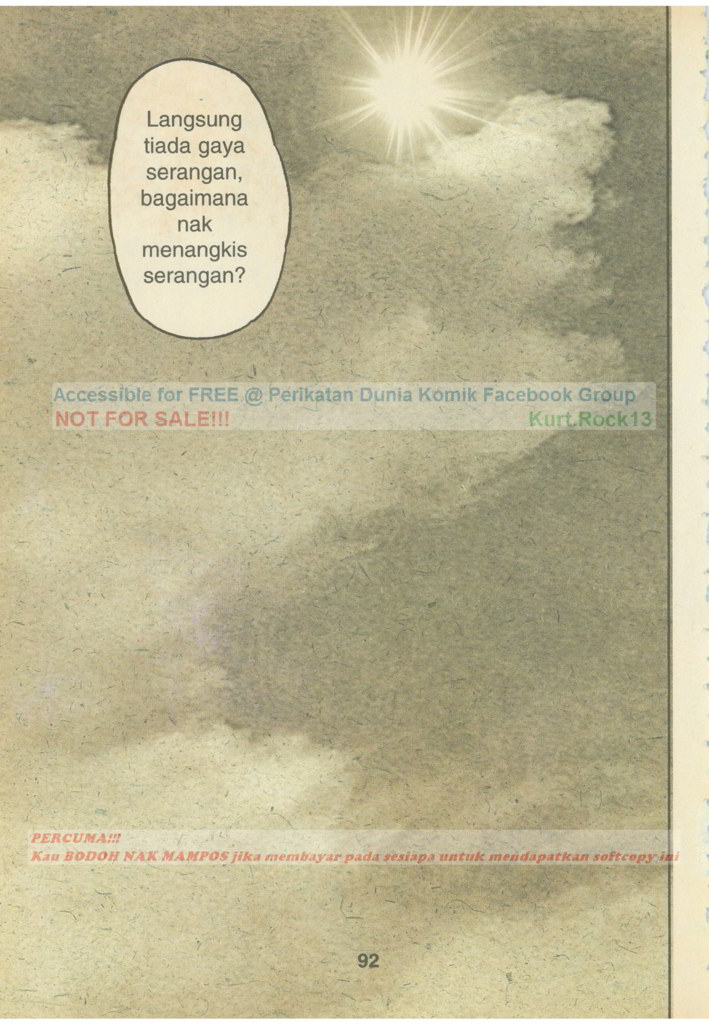 Langsung
tiada gaya
serangan,
bagaimana
nak
menangkis
serangan?
Accessible for FREE @ Perikatan Dunia Komik Facebook Group
NOT FOR SALE!!! Kurt.Rock13
PERCUMA!!!
Kau BODOH NAK MAMPOS jika membayar pada sesiapa untuk mendapatkan softcopy ini
92